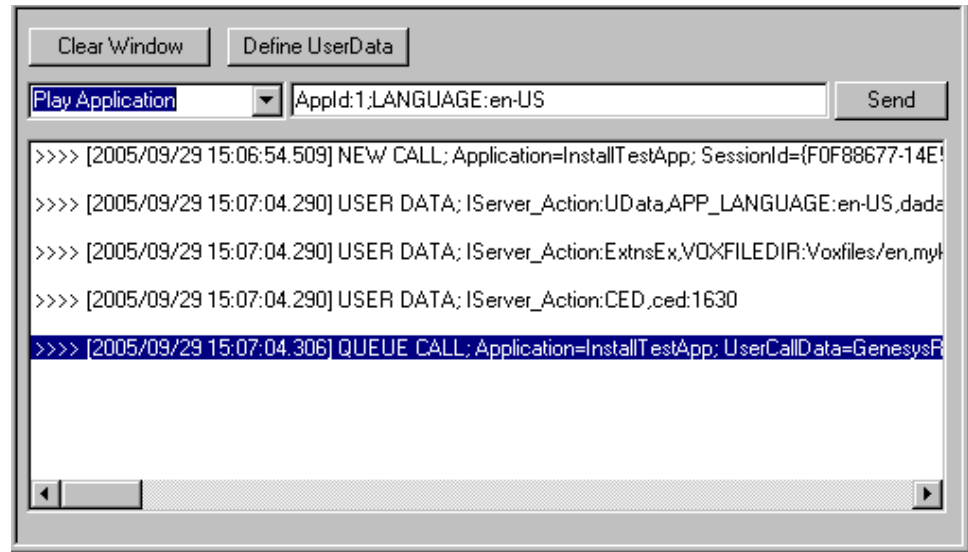 Clear Window Define UserData
Play Application AppId:1;LANGUAGE:en-US Send
>>>> [2005/09/29 15:06:54.509] NEW CALL; Application=InstallTestApp; SessionId={F0F88677-14E
>>>> [2005/09/29 15:07:04.290] USER DATA; IServer_Action:UData,APP_LANGUAGE:en-US,dada
>>>> [2005/09/29 15:07:04.290] USER DATA; IServer_Action:ExtnsEx,VOXFILEDIR:Voxfiles/en,myk
>>>> [2005/09/29 15:07:04.290] USER DATA; IServer_Action:CED,ced:1630
>>>> [2005/09/29 15:07:04.306] QUEUE CALL; Application=InstallTestApp; UserCallData=GenesysR